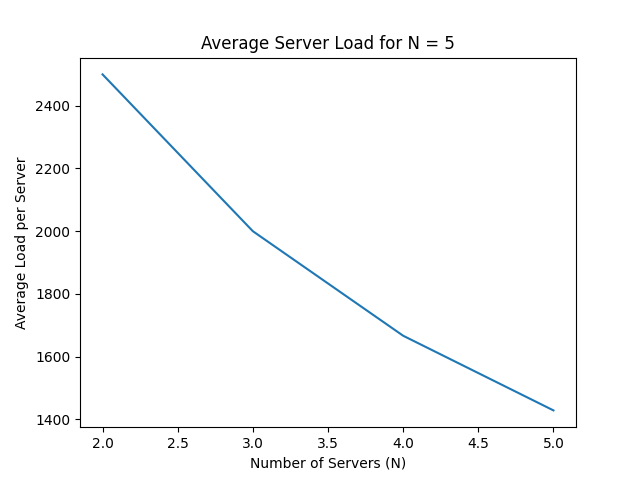 Average Server Load for N = 5
2400
2200
2000
1800
1600
1400
Average Load per Server
2.0 2.5 3.0 3.5 4.0 4.5 5.0
Number of Servers (N)